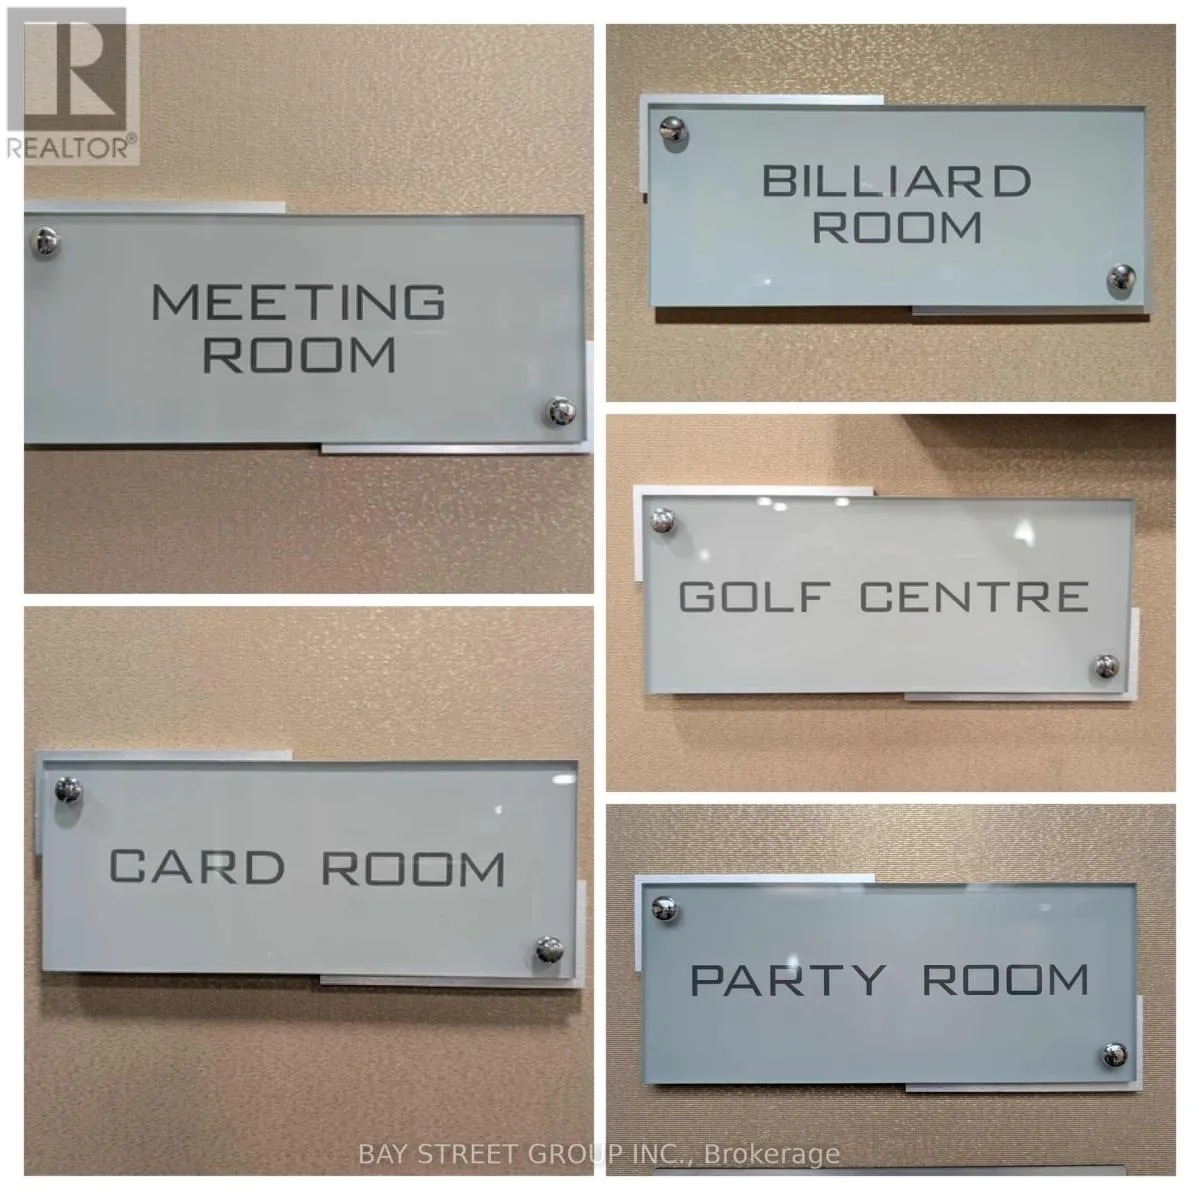 REALTOR®
MEETING
ROOM
BILLIARD
ROOM
GOLF CENTRE
CARD ROOM
PARTY ROOM
BAY STREET GROUP INC., Brokerage